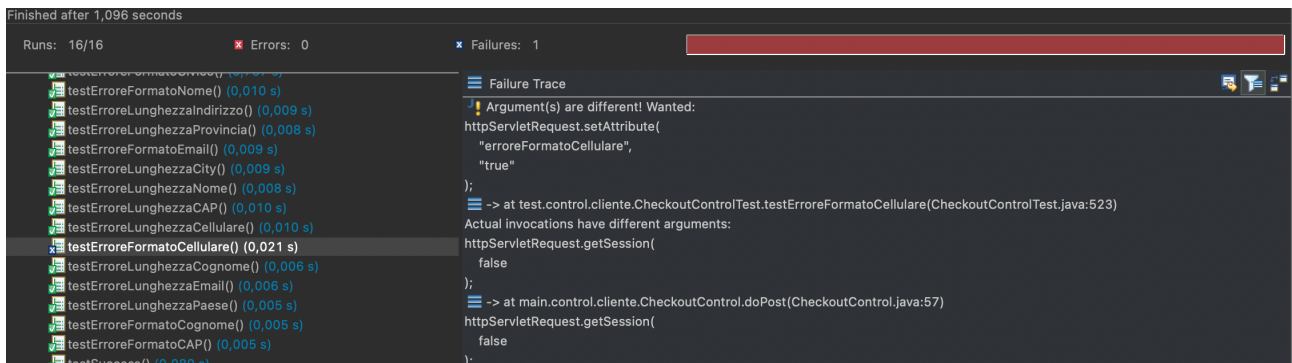 Finished after 1,096 seconds
Runs: 16/16
Errors: 0
Failures: 1
testErroreFormatoNome() (0,010 s)
testErroreLunghezzaIndirizzo() (0,009 s)
testErroreLunghezzaProvincia() (0,008 s)
testErroreFormatoEmail() (0,009 s)
testErroreLunghezzaCity() (0,009 s)
testErroreLunghezzaNome() (0,008 s)
testErroreLunghezzaCAP() (0,010 s)
testErroreLunghezzaCellulare() (0,010 s)
testErroreFormatoCellulare() (0,021 s)
testErroreLunghezzaCognome() (0,006 s)
testErroreLunghezzaEmail() (0,006 s)
testErroreLunghezzaPaese() (0,005 s)
testErroreFormatoCognome() (0,005 s)
testErroreFormatoCAP() (0,005 s)
Failure Trace
Argument(s) are different! Wanted:
httpServletRequest.setAttribute(
"erroreFormatoCellulare",
"true"
);
-> at test.control.cliente.CheckoutControlTest.testErroreFormatoCellulare(CheckoutControlTest.java:523)
Actual invocations have different arguments:
httpServletRequest.getSession(
false
);
-> at main.control.cliente.CheckoutControl.doPost(CheckoutControl.java:57)
httpServletRequest.getSession(
false
);